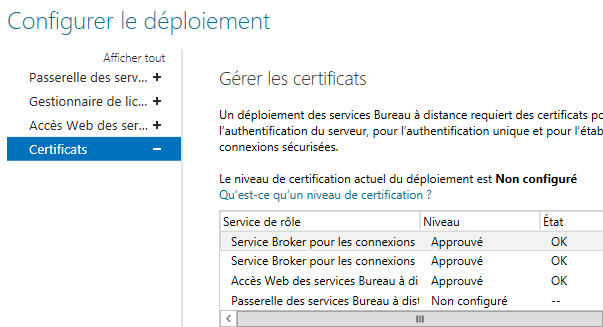 Configurer le déploiement
Afficher tout
Passerelle des serv... +
Gestionnaire de lic... +
Accès Web des ser... +
Certificats –
Gérer les certificats
Un déploiement des services Bureau à distance requiert des certificats po
l'authentification du serveur, pour l'authentification unique et pour l'étab
connexions sécurisées.
Le niveau de certification actuel du déploiement est Non configuré
Qu'est-ce qu'un niveau de certification ?
Service de rôle Niveau État
Service Broker pour les connexions Approuvé OK
Service Broker pour les connexions Approuvé OK
Accès Web des services Bureau à di Approuvé OK
Passerelle des services Bureau à dist Non configuré --